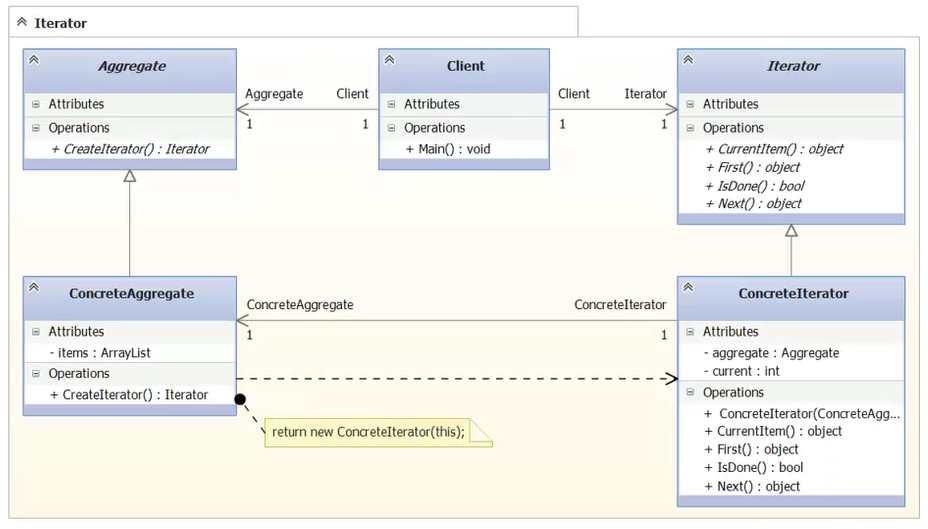 Iterator
Aggregate
Attributes
Operations
+ CreateIterator() : Iterator
Aggregate
Client
1
1
Client
Attributes
Operations
+ Main() : void
Client
Iterator
1
1
Iterator
Attributes
Operations
+ CurrentItem() : object
+ First() : object
+ IsDone() : bool
+ Next() : object
ConcreteAggregate
Attributes
- items : ArrayList
Operations
+ CreateIterator() : Iterator
ConcreteAggregate
ConcreteIterator
1
1
return new ConcreteIterator(this);
ConcreteIterator
Attributes
- aggregate : Aggregate
- current : int
Operations
+ ConcreteIterator(ConcreteAgg...
+ CurrentItem() : object
+ First() : object
+ IsDone() : bool
+ Next() : object